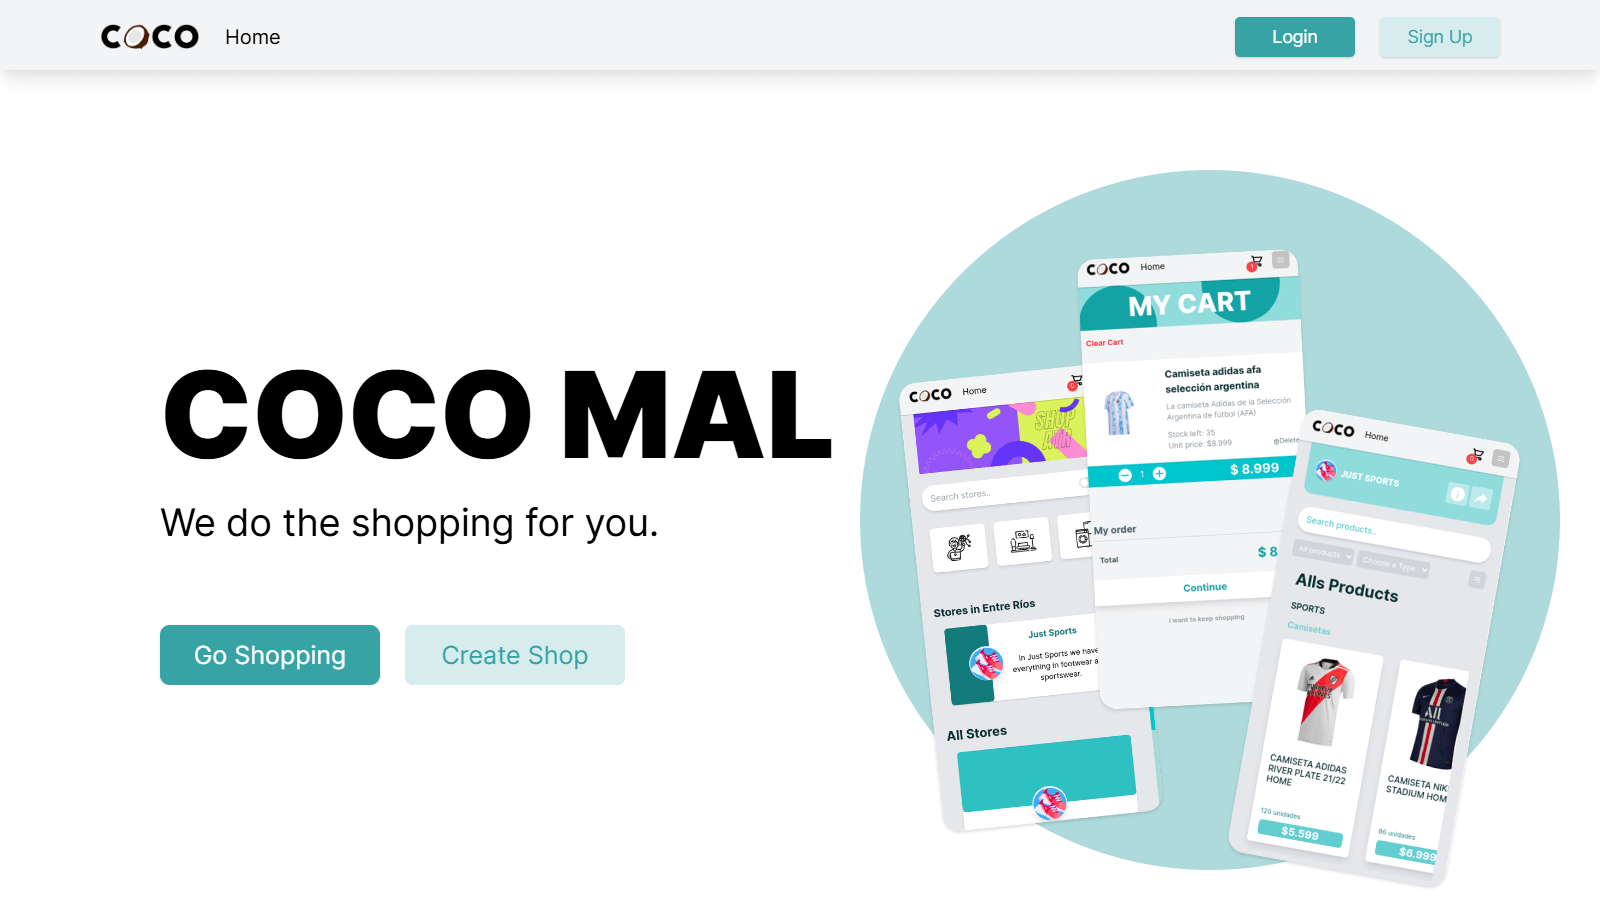 COCO Home Login Sign Up
COCO MAL
We do the shopping for you.
Go Shopping Create Shop
COCO Home 0
SHOP
Search stores..
Stores in Entre Ríos
Just Sports
In Just Sports we have
everything in footwear a
sportswear.
All Stores
COCO Home 1
MY CART
Clear Cart
Camiseta adidas afa
selección argentina
La camiseta Adidas de la Selección
Argentina de fútbol (AFA)
Stock left: 35
Unit price: $8.999
Delete
1 $ 8.999
My order
Total $ 8
Continue
I want to keep shopping
COCO Home 0
JUST SPORTS
Search products..
All products Choose a Type
Alls Products
SPORTS
Camisetas
CAMISETA ADIDAS
RIVER PLATE 21/22
HOME
120 unidades
$5.599
CAMISETA NIK
STADIUM HOM
86 unidades
$6.999